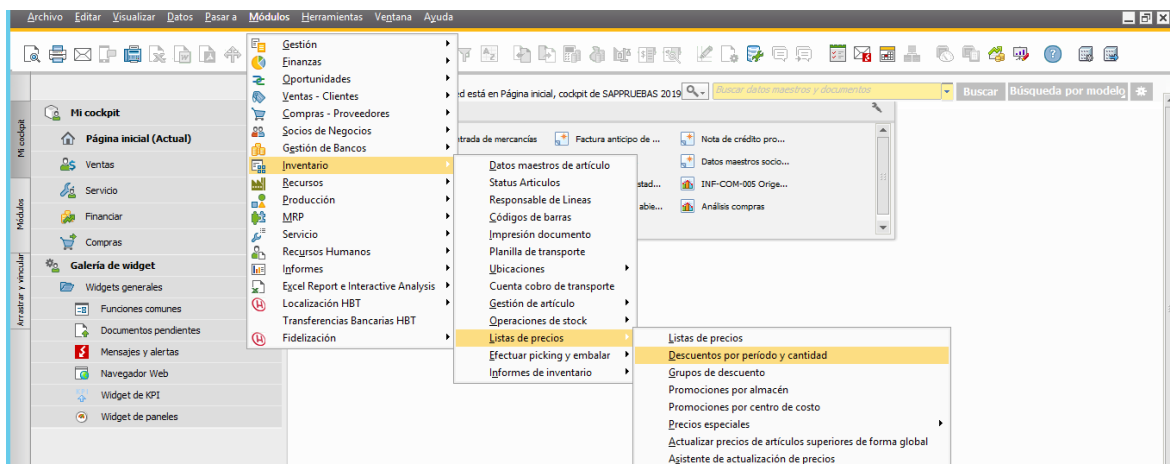 Archivo Editar Visualizar Datos Pasar a Módulos Herramientas Ventana Ayuda
Gestión
Finanzas
Oportunidades
Ventas - Clientes
Compras - Proveedores
Socios de Negocios
Gestión de Bancos
Inventario
Recursos
Producción
MRP
Servicio
Recursos Humanos
Informes
Excel Report e Interactive Analysis
Localización HBT
Transferencias Bancarias HBT
Fidelización
ed está en Página inicial, cockpit de SAPPRUEBAS 2019
Buscar datos maestros y documentos
Buscar
Búsqueda por modelo
Mi cockpit
Módulos
Arrastrar y vincular
Mi cockpit
Página inicial (Actual)
Ventas
Servicio
Financiar
Compras
Galería de widget
Widgets generales
Funciones comunes
Documentos pendientes
Mensajes y alertas
Navegador Web
Widget de KPI
Widget de paneles
trada de mercancías
Factura anticipo de ...
Nota de crédito pro...
Datos maestros socio...
stad...
INF-COM-005 Orige...
abie...
Análisis compras
Datos maestros de artículo
Status Articulos
Responsable de Lineas
Códigos de barras
Impresión documento
Planilla de transporte
Ubicaciones
Cuenta cobro de transporte
Gestión de artículo
Operaciones de stock
Listas de precios
Efectuar picking y embalar
Informes de inventario
Listas de precios
Descuentos por período y cantidad
Grupos de descuento
Promociones por almacén
Promociones por centro de costo
Precios especiales
Actualizar precios de artículos superiores de forma global
Asistente de actualización de precios